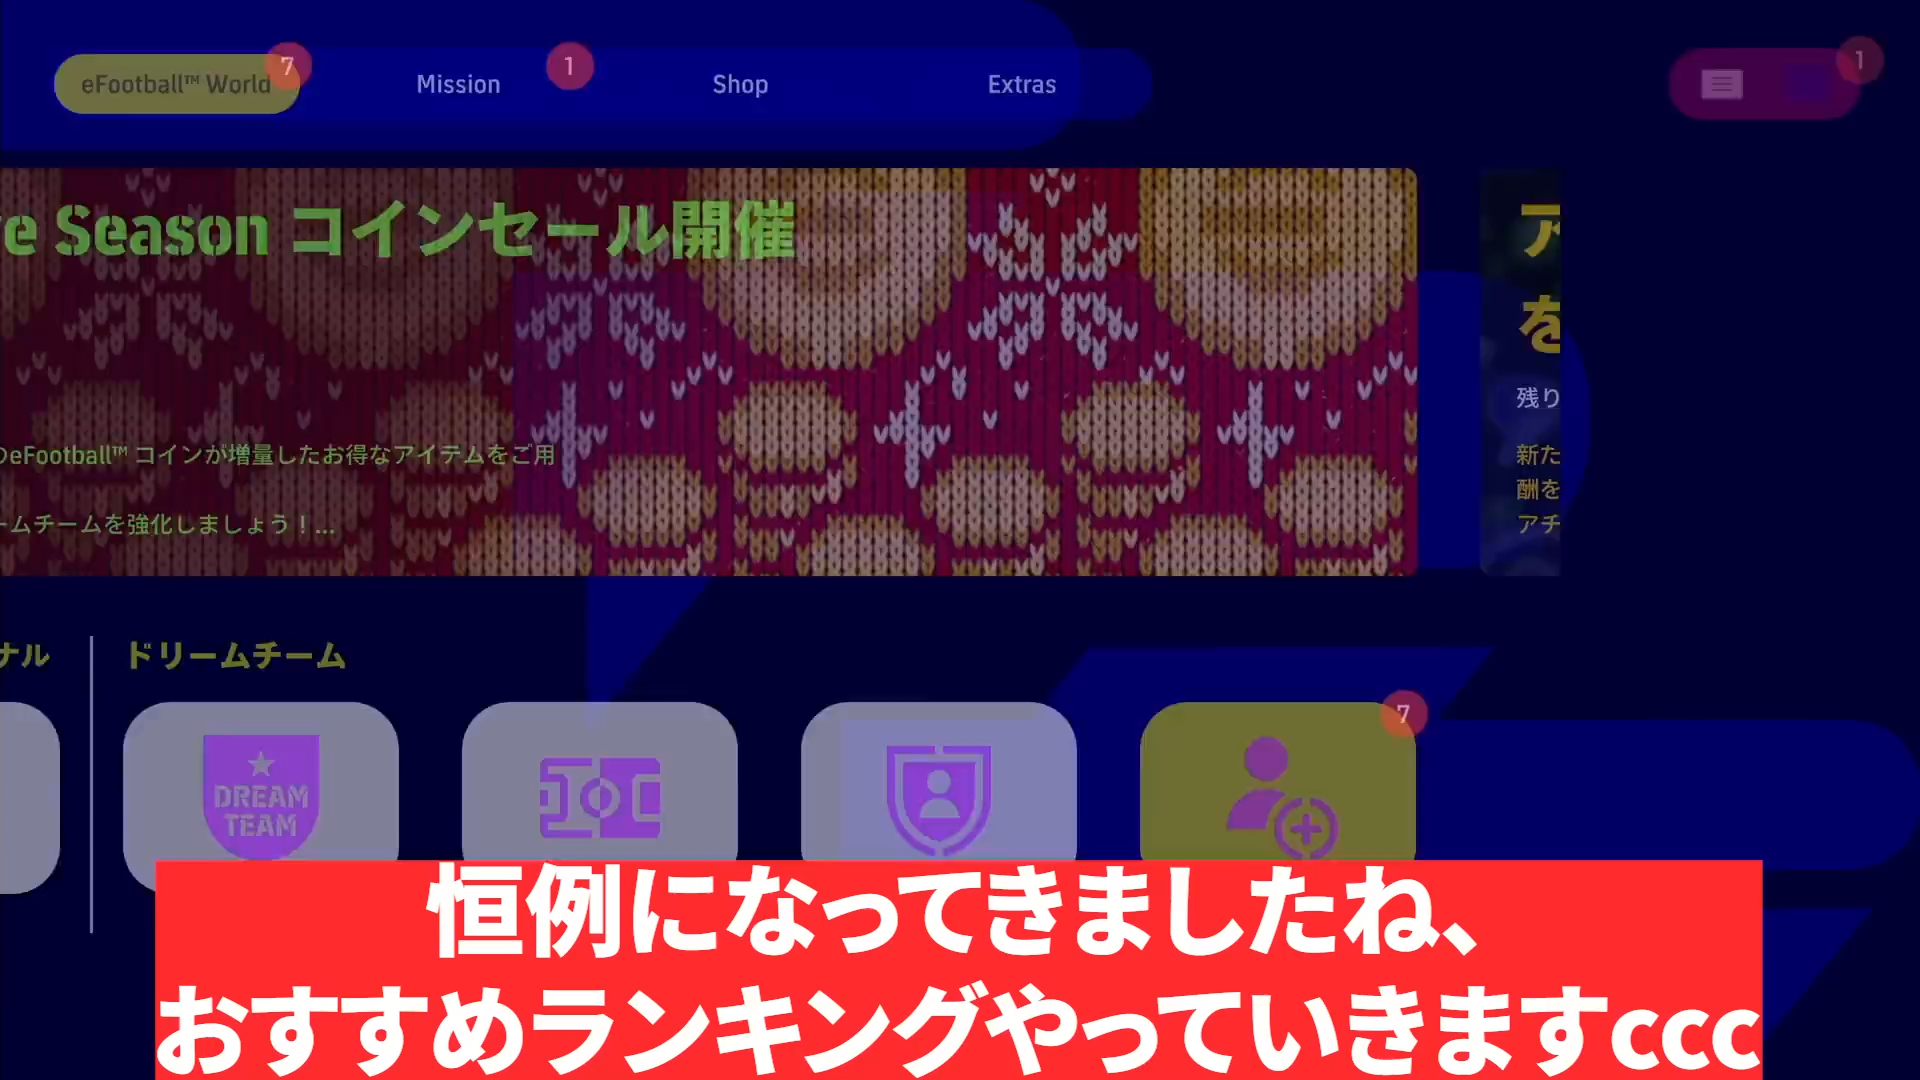 eFootball™ World
7
Mission
1
Shop
Extras
1
e Season コインセール開催
eFootball™ コインが増量したお得なアイテムをご用
ームチームを強化しましょう！...
ア
を
残り
新た
酬を
アチ
ナル
ドリームチーム
DREAM
TEAM
7
恒例になってきましたね、
おすすめランキングやっていきますccc